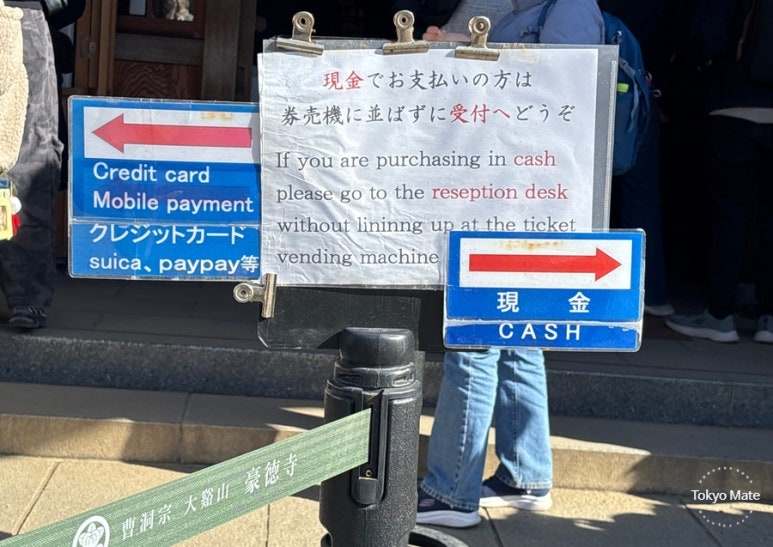 現金でお支払いの方は
券売機に並ばずに受付へどうぞ
If you are purchasing in cash
please go to the reseption desk
without lininng up at the ticket
vending machine
Credit card
Mobile payment
クレジットカード
suica、paypay等
現 金
CASH
曹洞宗 大谿山 豪徳寺
Tokyo Mate